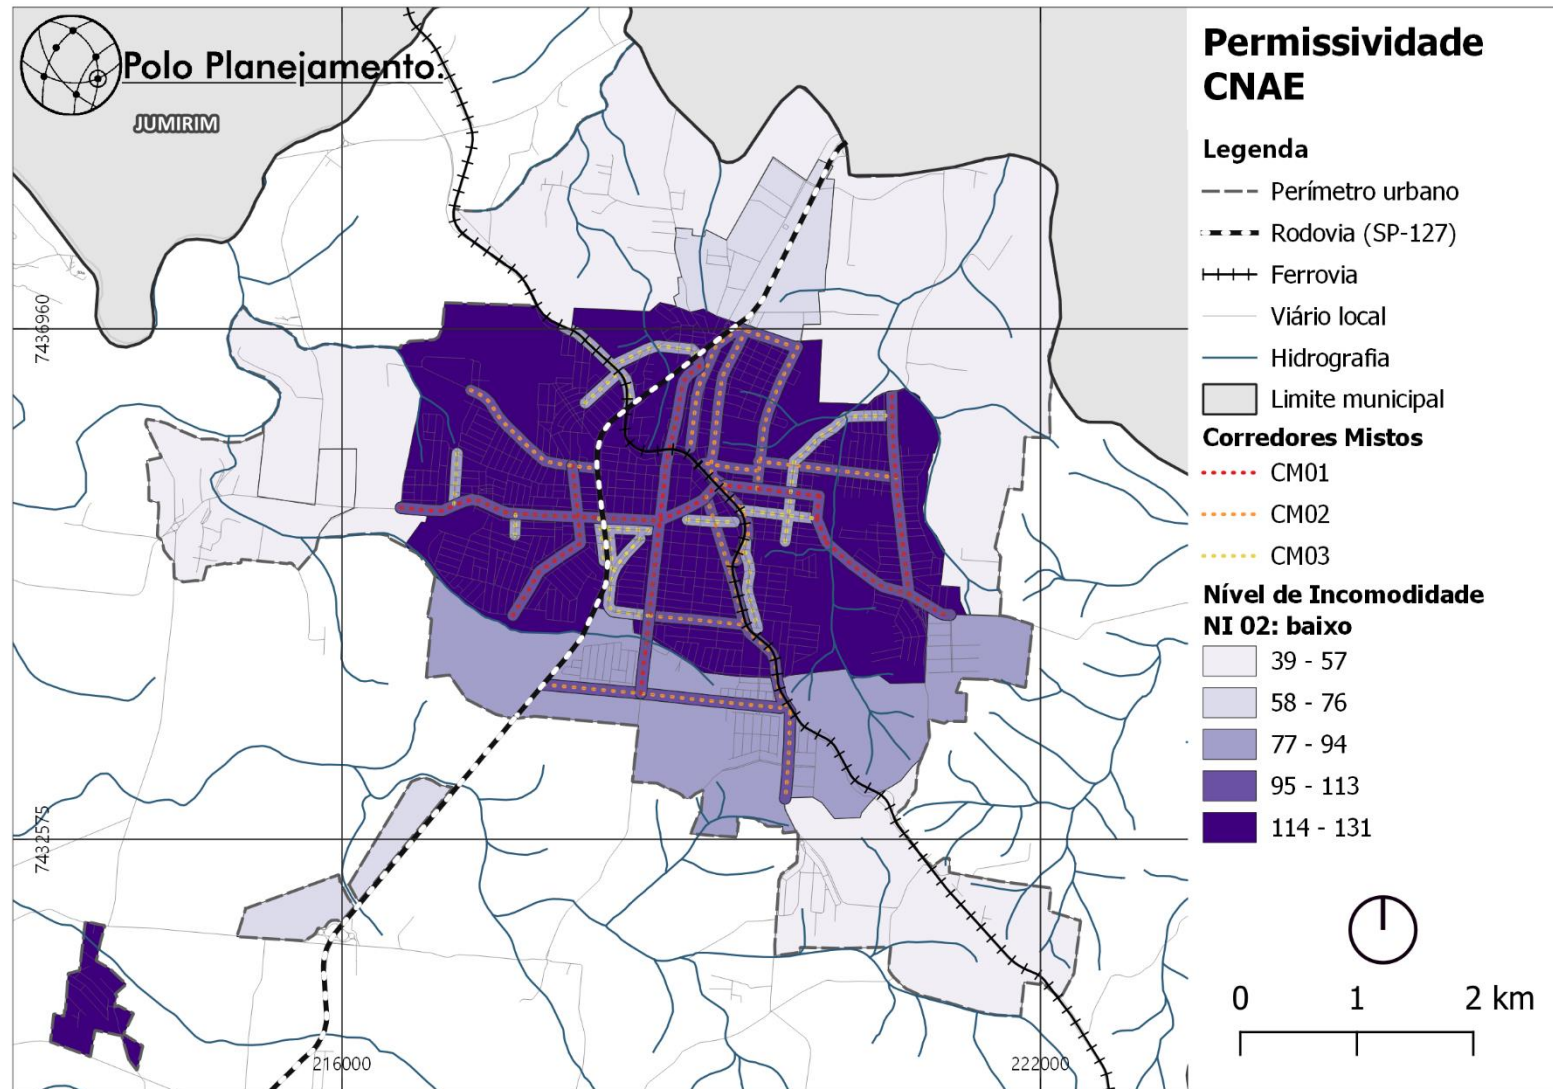 Polo Planejamento.
JUMIRIM
7436960
7432575
216000
222000
Permissividade
CNAE
Legenda
Perímetro urbano
Rodovia (SP-127)
Ferrovia
Viário local
Hidrografia
Limite municipal
Corredores Mistos
CM01
CM02
CM03
Nível de Incomodidade
NI 02: baixo
39 - 57
58 - 76
77 - 94
95 - 113
114 - 131
0 1 2 km